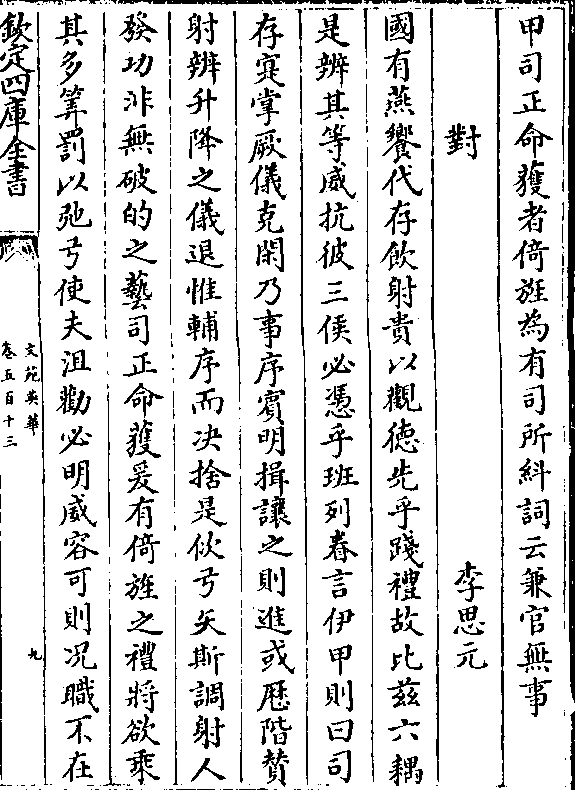 甲司正命獲者倚旌為有司所糾詞云兼官無事
對　李思元
國有燕饗代存飲射貴以觀德先乎踐禮故比茲六耦
是辨其等威抗彼三侯必憑乎班列眷言伊甲則曰司
存寔掌厥儀克閑乃事序賓明揖讓之則進或歷階贊
射辨升降之儀退惟輔序而决捨是佽弓矢斯調射人
發功泮無破的之藝司正命獲爰有倚旌之禮將欲乘
其多筭罰以弛弓使夫沮勸必明威容可則况職不在
欽定四庫全書
文苑英華
卷五百十三
九